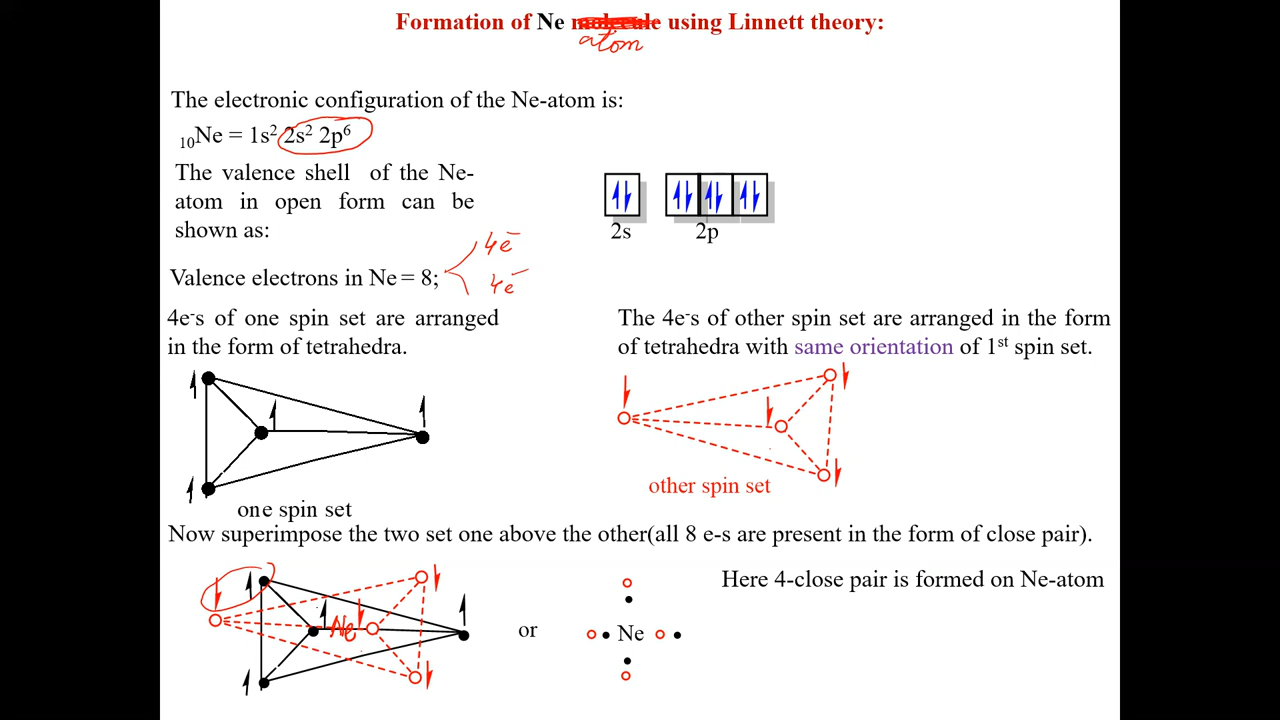 Formation of Ne molecule using Linnett theory:
atom
The electronic configuration of the Ne-atom is:
₁₀Ne = 1s² 2s² 2p⁶
The valence shell of the Ne-
atom in open form can be
shown as:
2s 2p
4e⁻
Valence electrons in Ne = 8;
4e⁻
4e⁻s of one spin set are arranged
in the form of tetrahedra.
The 4e⁻s of other spin set are arranged in the form
of tetrahedra with same orientation of 1ˢᵗ spin set.
one spin set
other spin set
Now superimpose the two set one above the other(all 8 e-s are present in the form of close pair).
Here 4-close pair is formed on Ne-atom
Ne
or
Ne